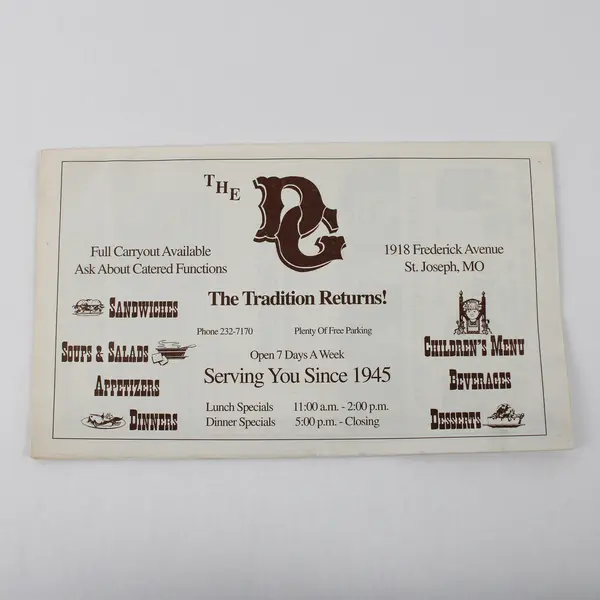 THE DG
Full Carryout Available
Ask About Catered Functions
1918 Frederick Avenue
St. Joseph, MO
The Tradition Returns!
Phone 232-7170 Plenty Of Free Parking
Open 7 Days A Week
Serving You Since 1945
Lunch Specials 11:00 a.m. - 2:00 p.m.
Dinner Specials 5:00 p.m. - Closing
SANDWICHES
SOUPS & SALADS
APPETIZERS
DINNERS
CHILDREN'S MENU
BEVERAGES
DESSERTS